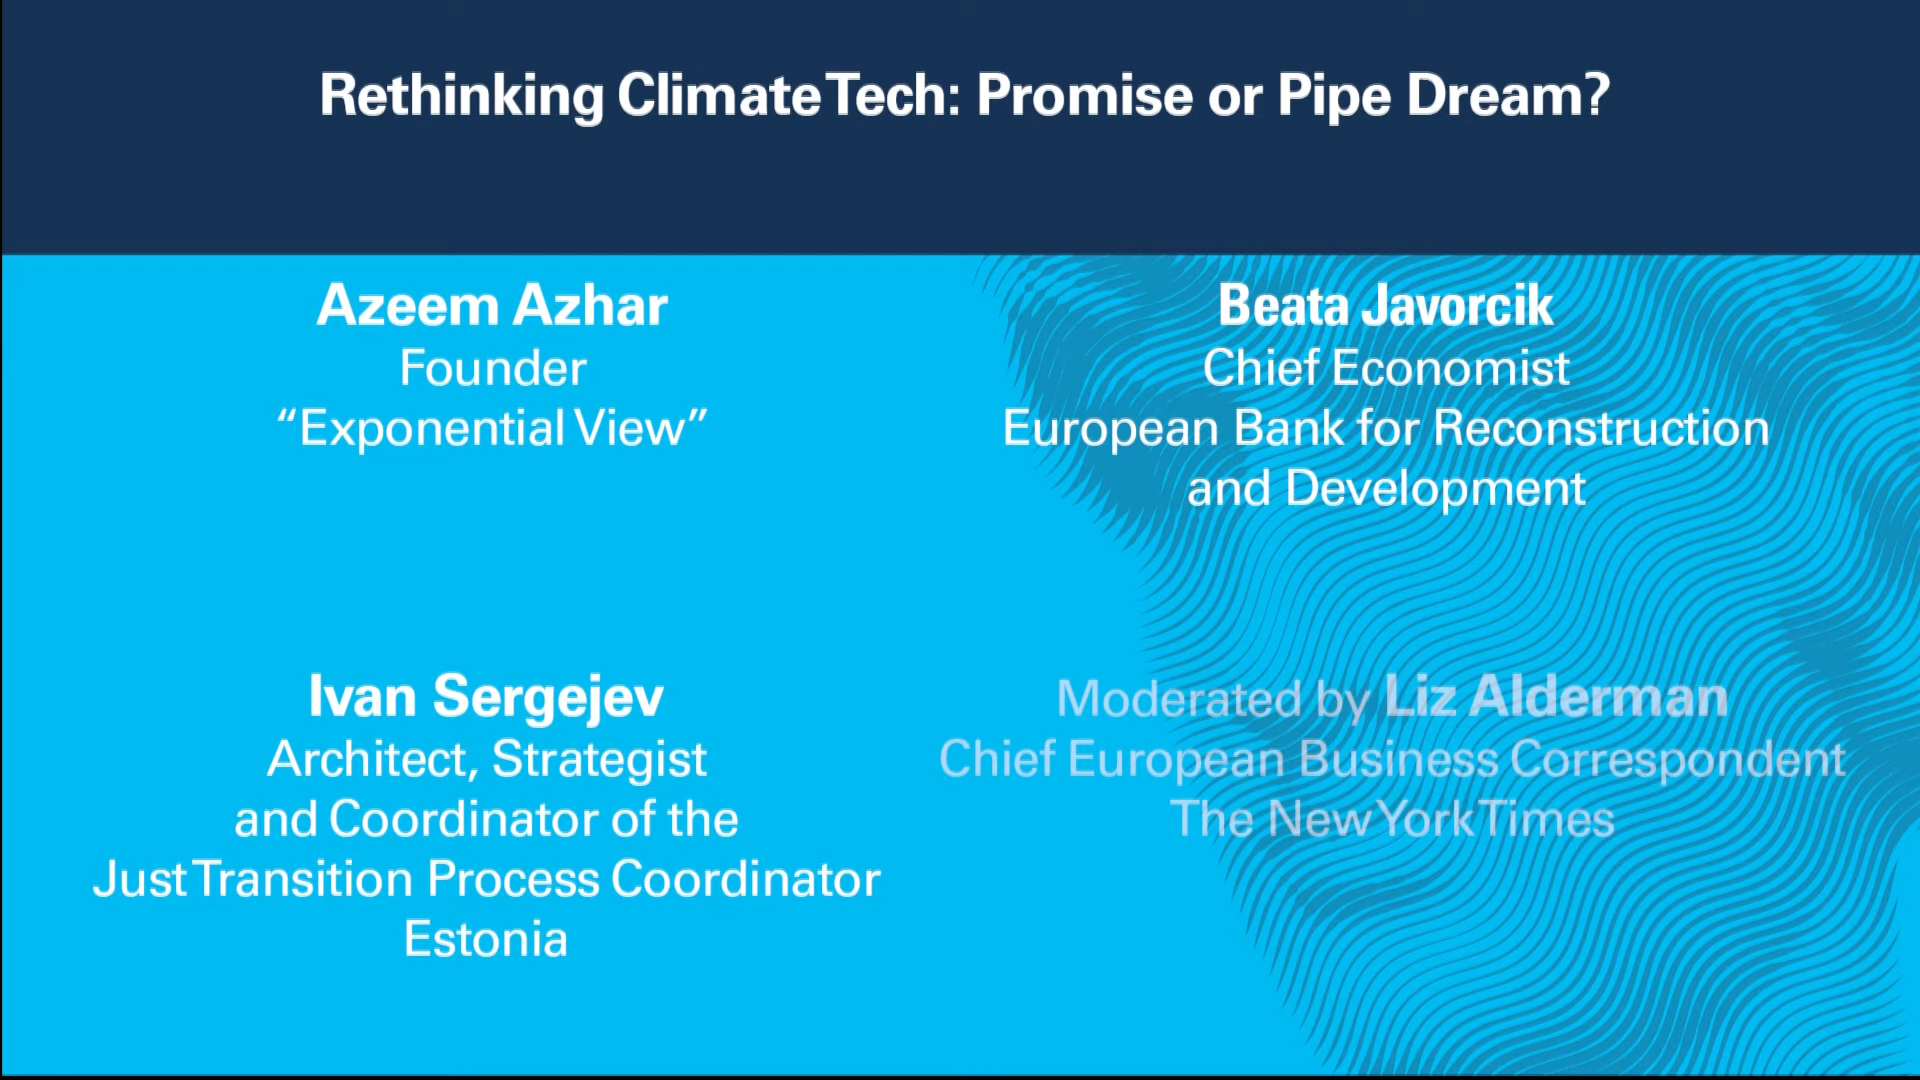 Rethinking Climate Tech: Promise or Pipe Dream?
Azeem Azhar
Founder
“Exponential View”
Beata Javorcik
Chief Economist
European Bank for Reconstruction
and Development
Ivan Sergejev
Architect, Strategist
and Coordinator of the
Just Transition Process Coordinator
Estonia
Moderated by Liz Alderman
Chief European Business Correspondent
The New York Times